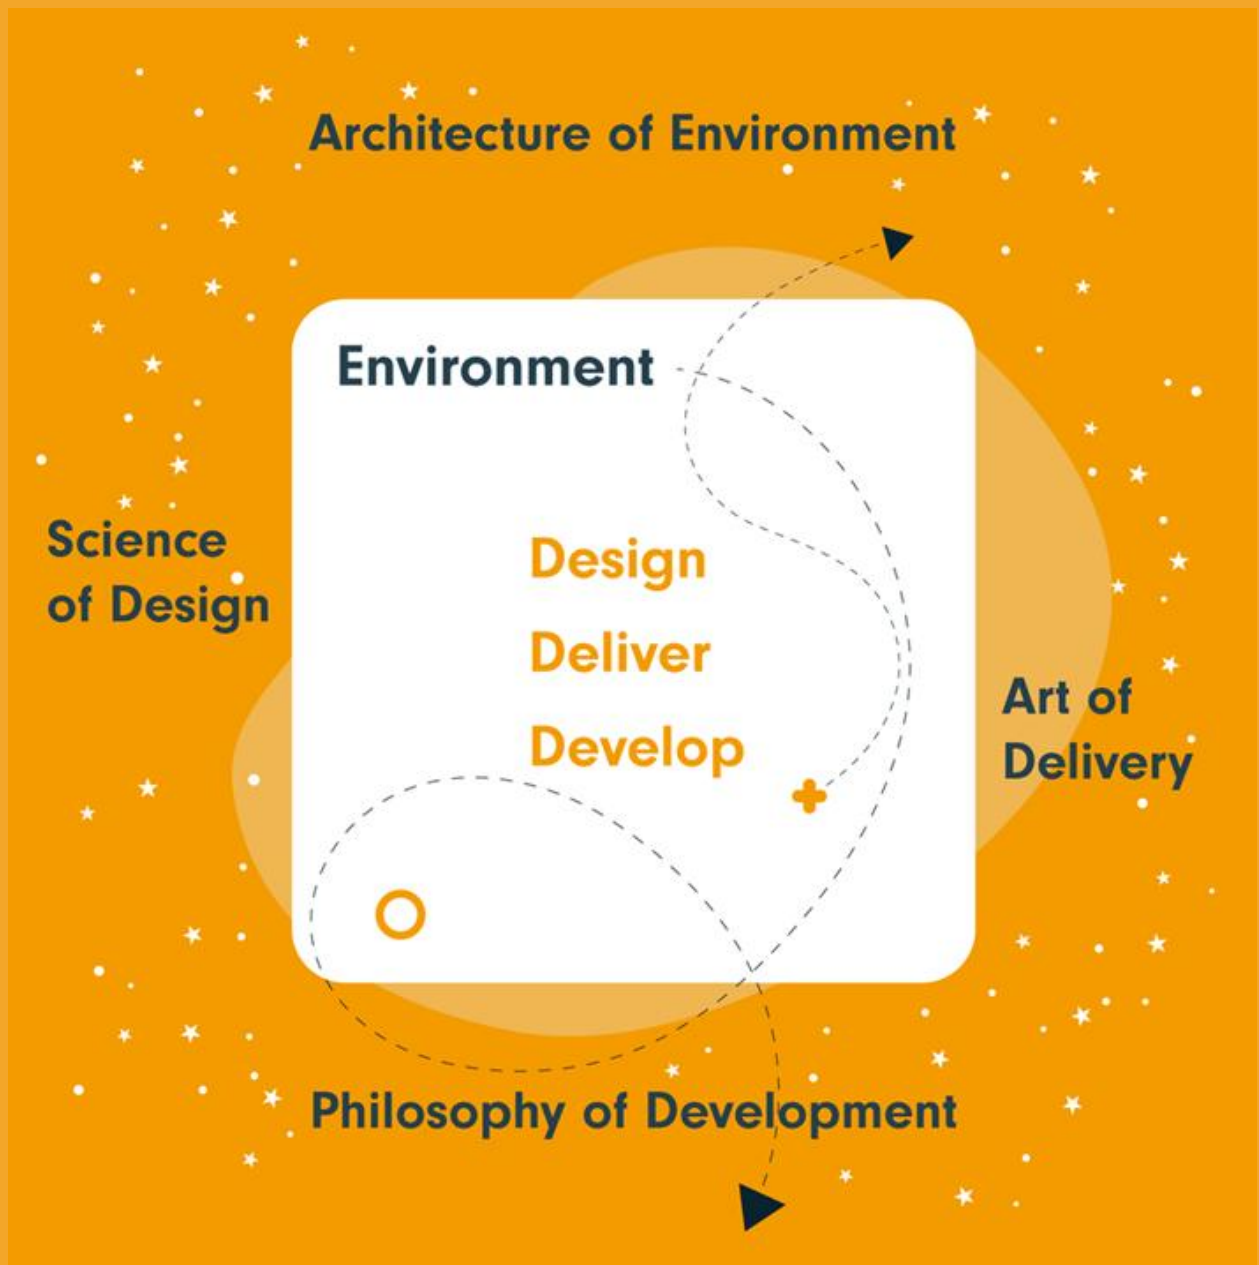 Architecture of Environment
Environment
Science
of Design
Design
Deliver
Develop
Art of
Delivery
Philosophy of Development